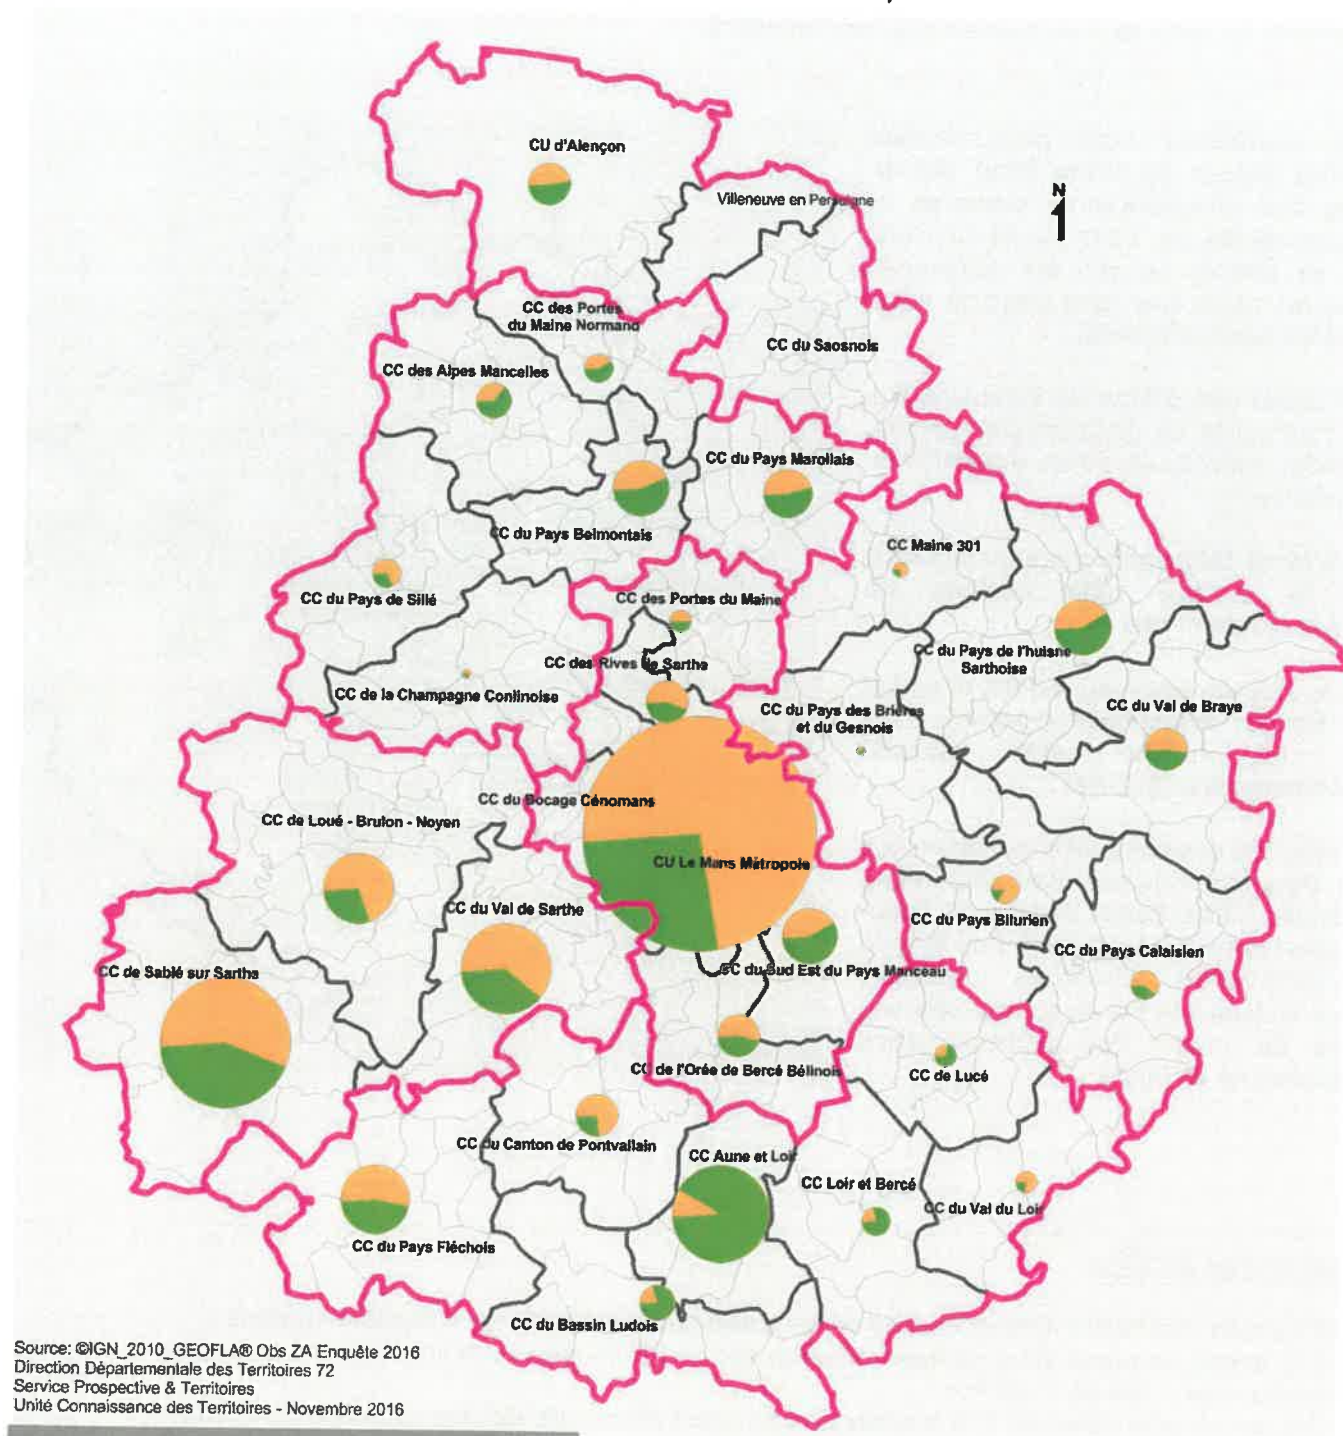 CU d'Alençon
Villeneuve en Perseigne
N
CC des Portes
du Maine Normand
CC du Saosnois
CC des Alpes Mancelles
CC du Pays Marollais
CC du Pays Belmontais
CC Maine 301
CC du Pays de Sillé
CC des Portes du Maine
CC du Pays de l'huisne
Sarthoise
CC des Rives de Sarthe
CC de la Champagne Conlinoise
CC du Pays des Brières
et du Gesnois
CC du Val de Braye
CC du Bocage Cénomans
CC de Loué - Brulon - Noyen
CU Le Mans Métropole
CC du Val de Sarthe
CC du Pays Bilurien
CC du Pays Calaisien
CC de Sablé sur Sarthe
CC du Sud Est du Pays Manceau
CC de l'Orée de Bercé Bélinois
CC de Lucé
CC du Canton de Pontvallain
CC Aune et Loir
CC Loir et Bercé
CC du Val du Loir
CC du Pays Fléchois
CC du Bassin Ludois
Source: ©IGN_2010_GEOFLA® Obs ZA Enquête 2016
Direction Départementale des Territoires 72
Service Prospective & Territoires
Unité Connaissance des Territoires - Novembre 2016